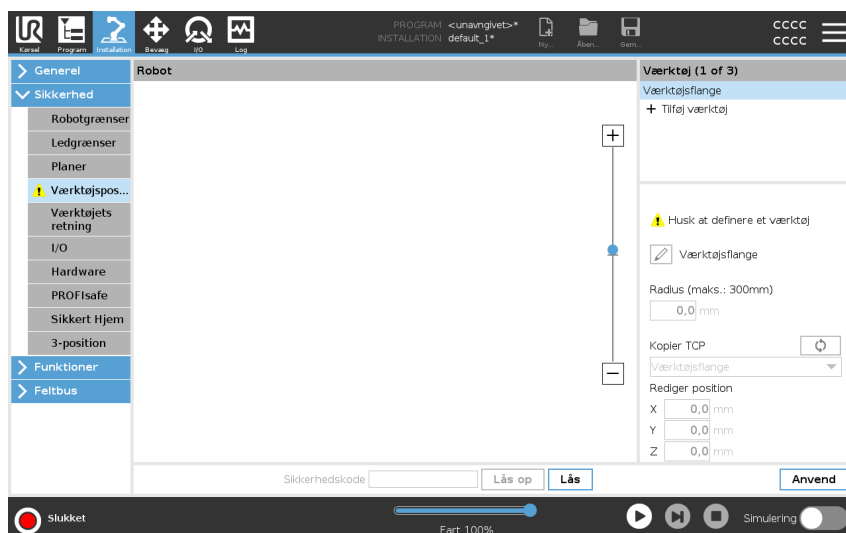 PROGRAM <unavngivet>*
INSTALLATION default_1*
CCCC
CCCC
Kørsel Program Installation Bevæg I/O Log Ny... Åben... Gem...
Generel
Sikkerhed
Robotgrænser
Ledgrænser
Planer
Værktøjspos...
Værktøjets
retning
I/O
Hardware
PROFIsafe
Sikkert Hjem
3-position
Funktioner
Feltbus
Robot
Værktøj (1 of 3)
Værktøjsflange
+ Tilføj værktøj
Husk at definere et værktøj
Værktøjsflange
Radius (maks.: 300mm)
0,0 mm
Kopier TCP
Værktøjsflange
Rediger position
X 0,0 mm
Y 0,0 mm
Z 0,0 mm
Sikkerhedskode Lås op Lås Anvend
Slukket
Fart 100%
Simulering